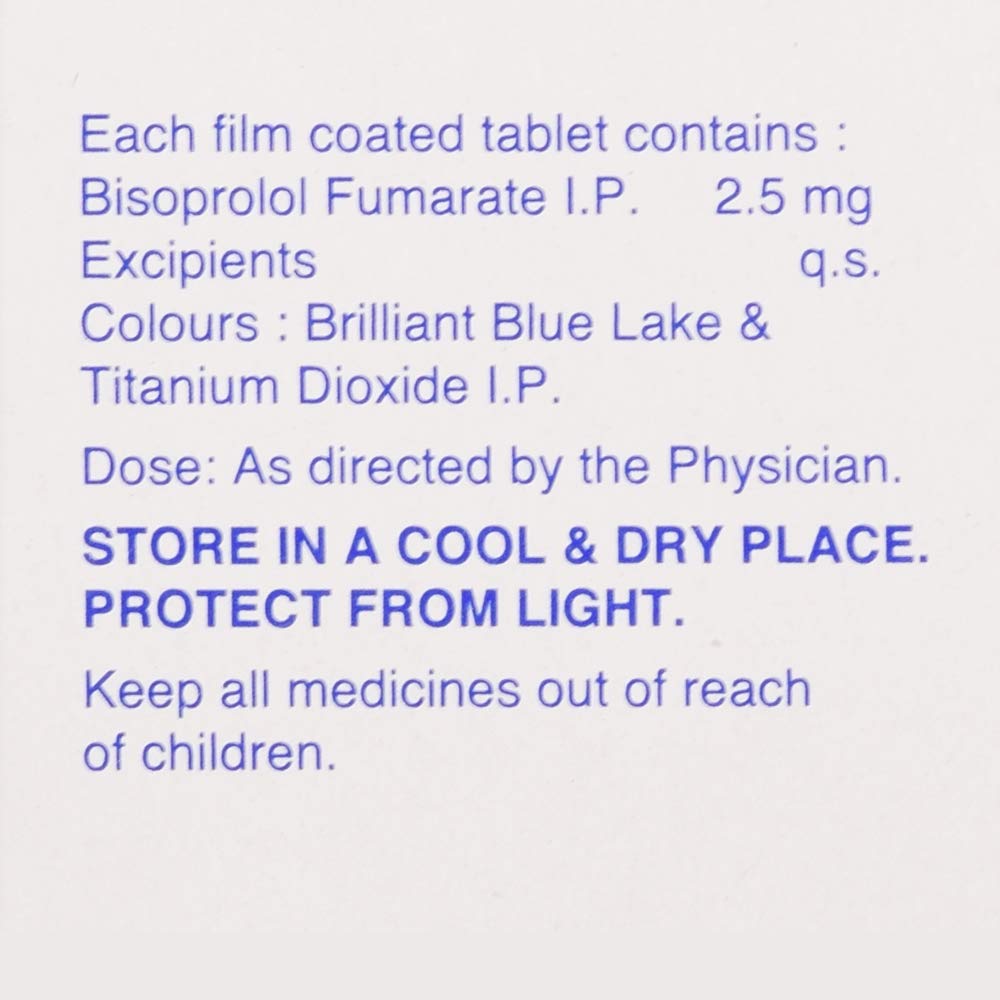 Each film coated tablet contains :
Bisoprolol Fumarate I.P. 2.5 mg
Excipients q.s.
Colours : Brilliant Blue Lake &
Titanium Dioxide I.P.
Dose: As directed by the Physician.
STORE IN A COOL & DRY PLACE.
PROTECT FROM LIGHT.
Keep all medicines out of reach
of children.